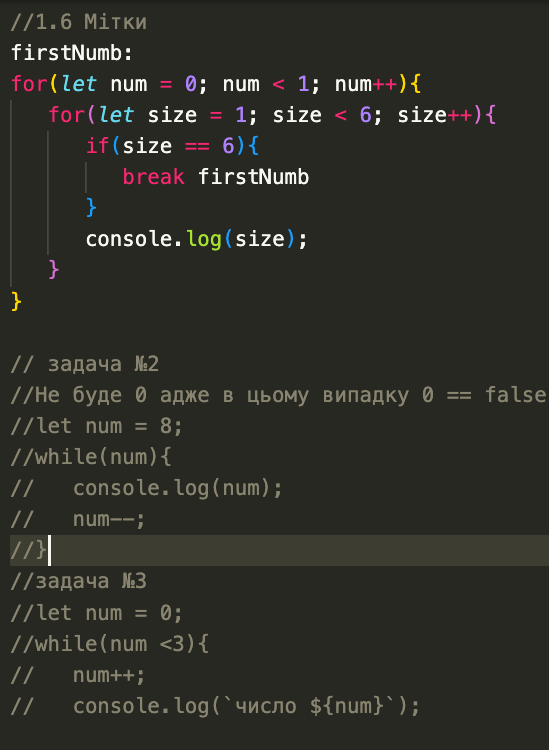 //1.6 Мітки
firstNumb:
for(let num = 0; num < 1; num++){
   for(let size = 1; size < 6; size++){
      if(size == 6){
         break firstNumb
      }
      console.log(size);
   }
}
// задача №2
//Не буде 0 адже в цьому випадку 0 == false
//let num = 8;
//while(num){
//   console.log(num);
//   num--;
//}
//задача №3
//let num = 0;
//while(num <3){
//   num++;
//   console.log(`число ${num}`);